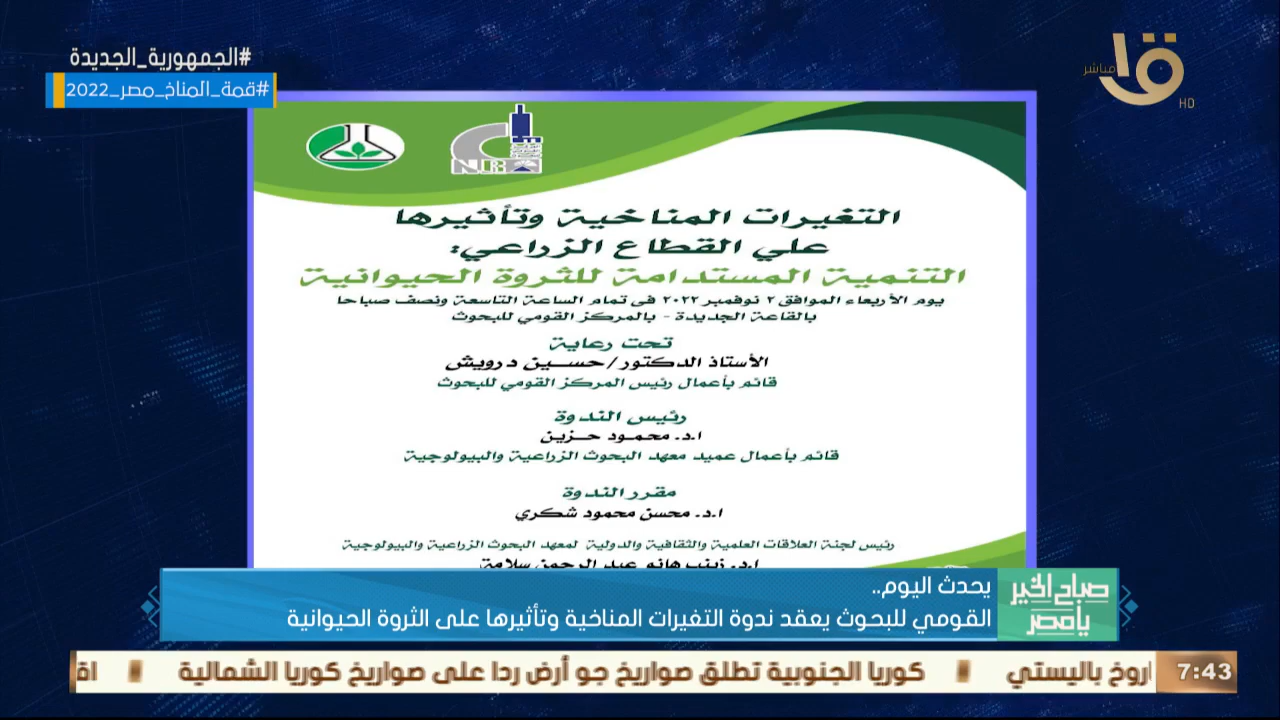 #الجمهورية_الجديدة
#قمة_المناخ_مصر_2022
مباشر
HD
NRC
التغيرات المناخية وتأثيرها
علي القطاع الزراعي:
التنمية المستدامة للثروة الحيوانية
يوم الأربعاء الموافق ٢ نوفمبر ٢٠٢٢ فى تمام الساعة التاسعة ونصف صباحا
بالقاعة الجديدة - بالمركز القومي للبحوث
تحت رعاية
الأستاذ الدكتور/حسين درويش
قائم بأعمال رئيس المركز القومي للبحوث
رئيس الندوة
ا.د. محمود حزين
قائم بأعمال عميد معهد البحوث الزراعية والبيولوجية
مقرر الندوة
ا.د. محسن محمود شكري
رئيس لجنة العلاقات العلمية والثقافية والدولية لمعهد البحوث الزراعية والبيولوجية
ا.د. زينب هانم عبد الرحمن سلامة
صباح الخير يا مصر
يحدث اليوم..
القومي للبحوث يعقد ندوة التغيرات المناخية وتأثيرها على الثروة الحيوانية
7:43
اروخ باليستي كوريا الجنوبية تطلق صواريخ جو أرض ردا على صواريخ كوريا الشمالية